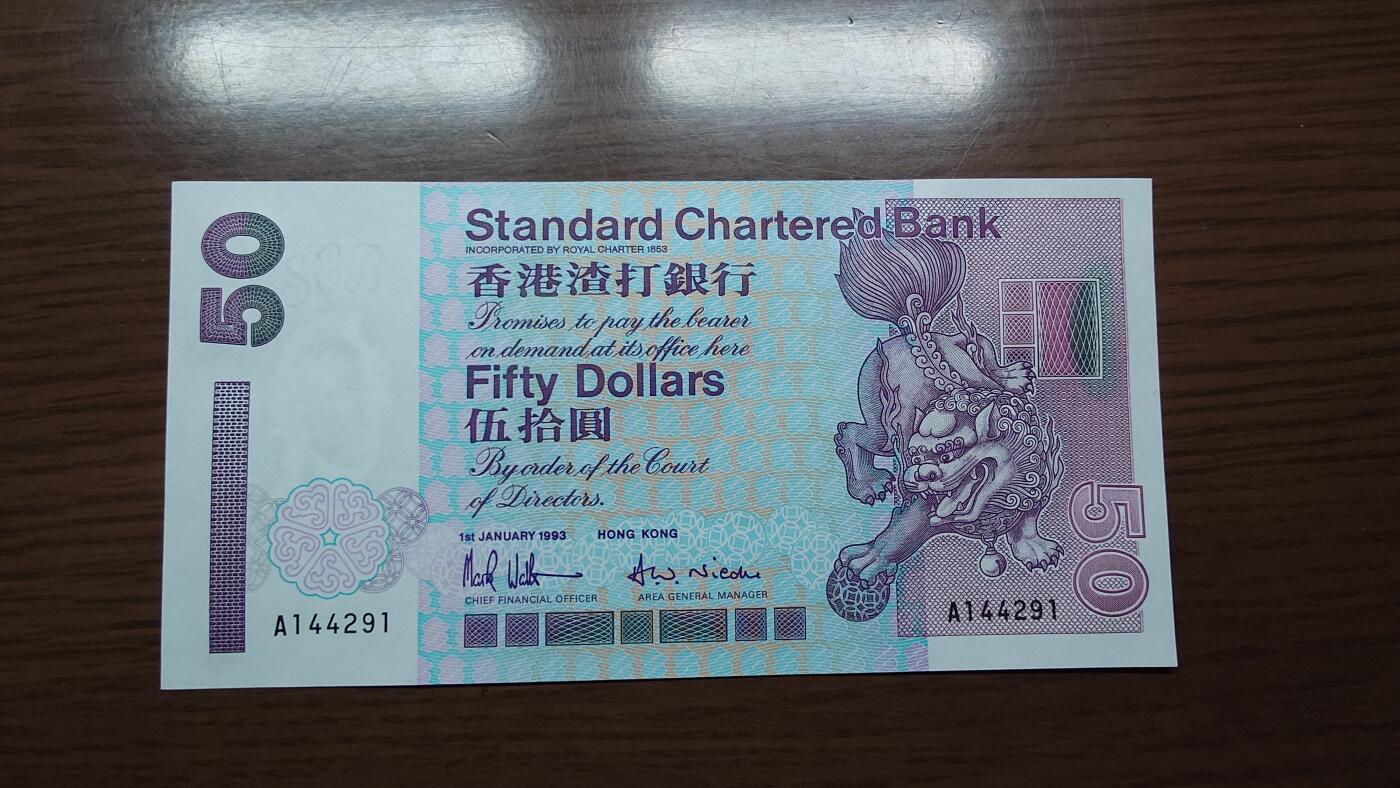 50
Standard Chartered Bank
INCORPORATED BY ROYAL CHARTER 1853
香港渣打銀行
Promises to pay the bearer
on demand at its office here
Fifty Dollars
伍拾圓
By order of the Court
of Directors.
1st JANUARY 1993 HONG KONG
Mark
CHIEF FINANCIAL OFFICER AREA GENERAL MANAGER
A144291
A144291
50